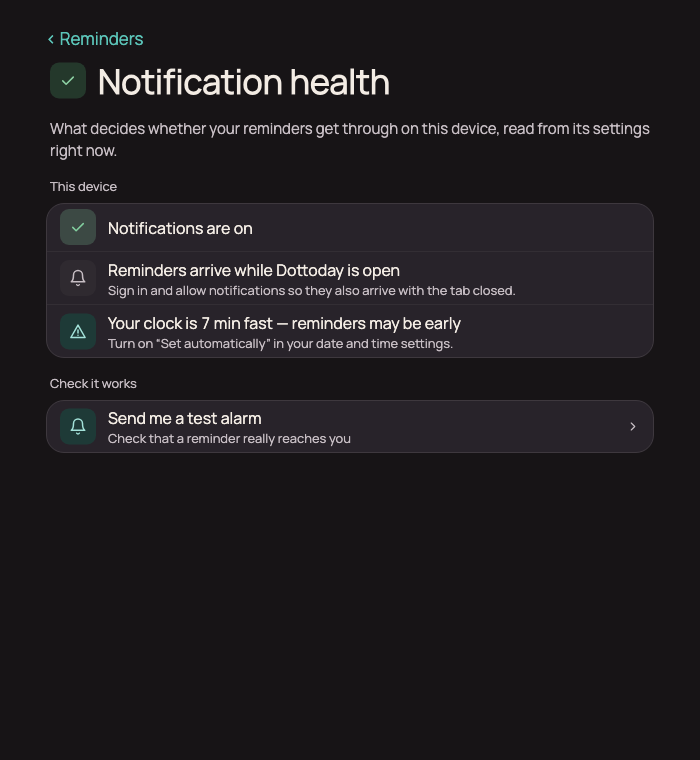 Reminders
Notification health
What decides whether your reminders get through on this device, read from its settings
right now.
This device
Notifications are on
Reminders arrive while Dottoday is open
Sign in and allow notifications so they also arrive with the tab closed.
Your clock is 7 min fast — reminders may be early
Turn on “Set automatically” in your date and time settings.
Check it works
Send me a test alarm
Check that a reminder really reaches you